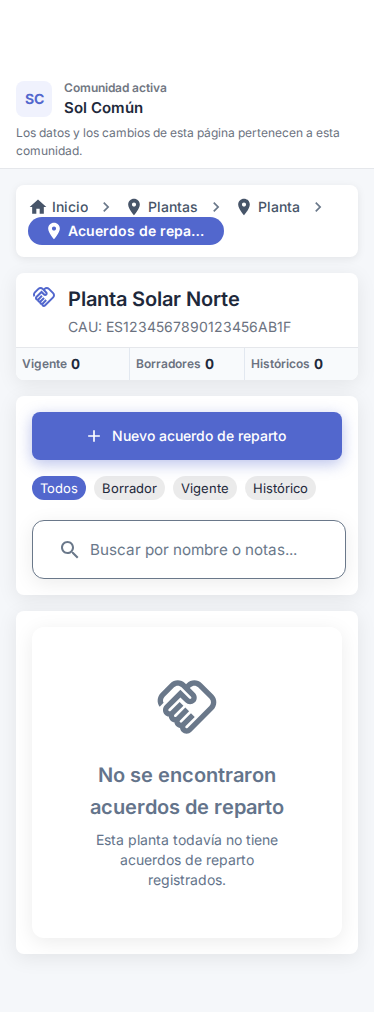 SC
Comunidad activa
Sol Común
Los datos y los cambios de esta página pertenecen a esta
comunidad.
Inicio > Plantas > Planta >
Acuerdos de repa...
Planta Solar Norte
CAU: ES1234567890123456AB1F
Vigente 0 Borradores 0 Históricos 0
+ Nuevo acuerdo de reparto
Todos Borrador Vigente Histórico
Buscar por nombre o notas...
No se encontraron
acuerdos de reparto
Esta planta todavía no tiene
acuerdos de reparto
registrados.